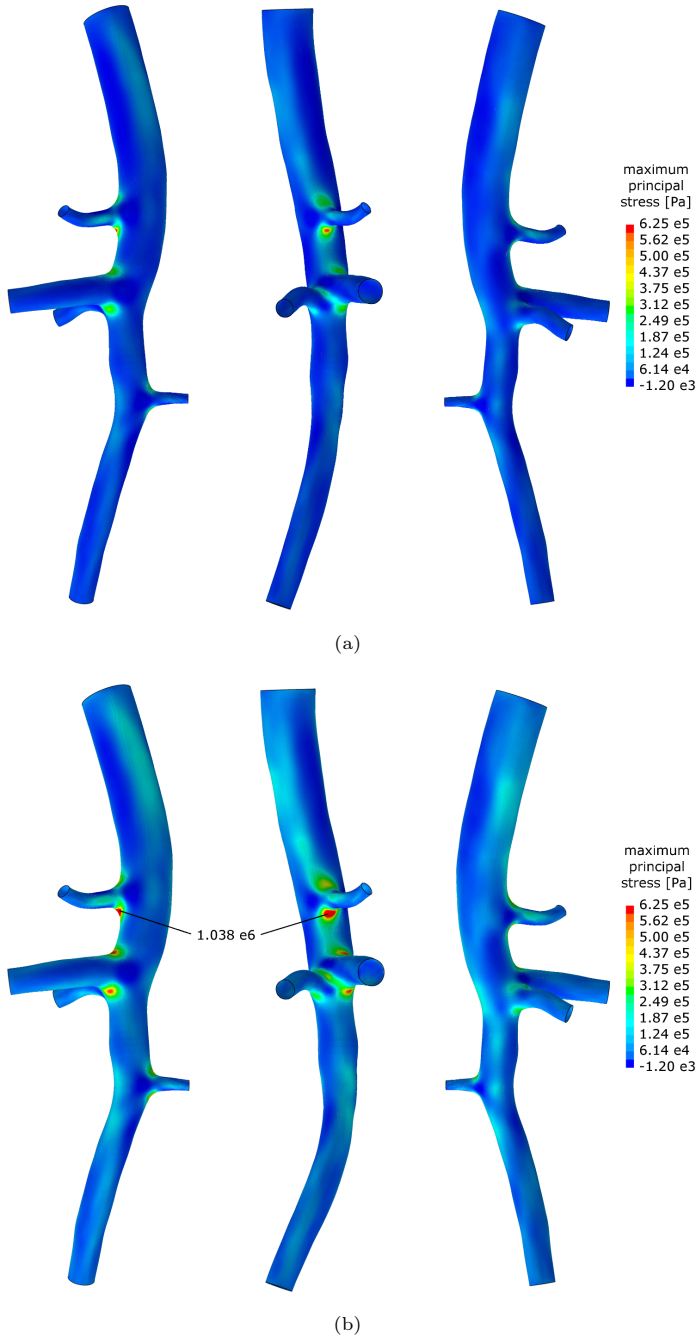 maximum
principal
stress [Pa]
6.25 e5
5.62 e5
5.00 e5
4.37 e5
3.75 e5
3.12 e5
2.49 e5
1.87 e5
1.24 e5
6.14 e4
-1.20 e3
(a)
maximum
principal
stress [Pa]
6.25 e5
5.62 e5
5.00 e5
4.37 e5
3.75 e5
3.12 e5
2.49 e5
1.87 e5
1.24 e5
6.14 e4
-1.20 e3
1.038 e6
(b)